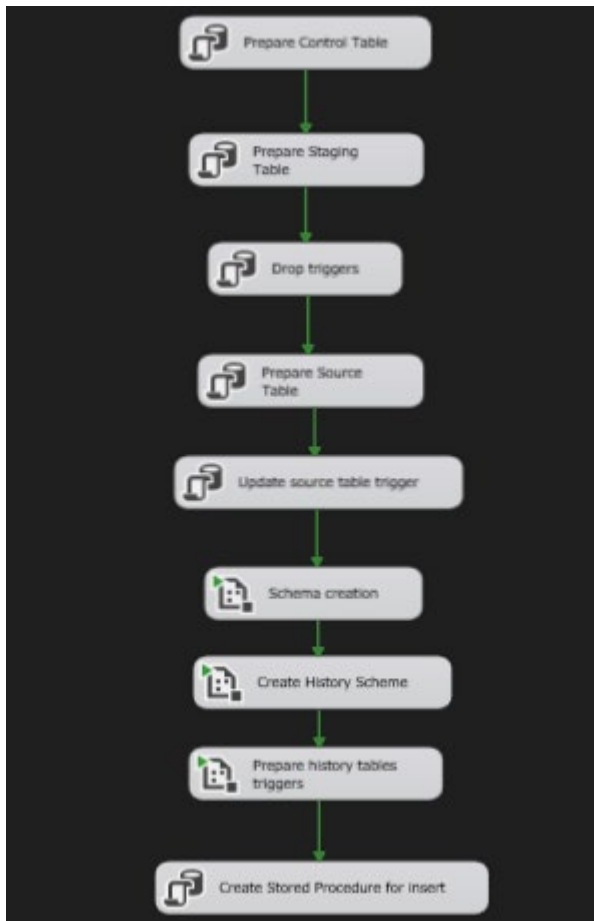 Prepare Control Table
Prepare Staging
Table
Drop triggers
Prepare Source
Table
Update source table trigger
Schema creation
Create History Scheme
Prepare history tables
triggers
Create Stored Procedure for insert